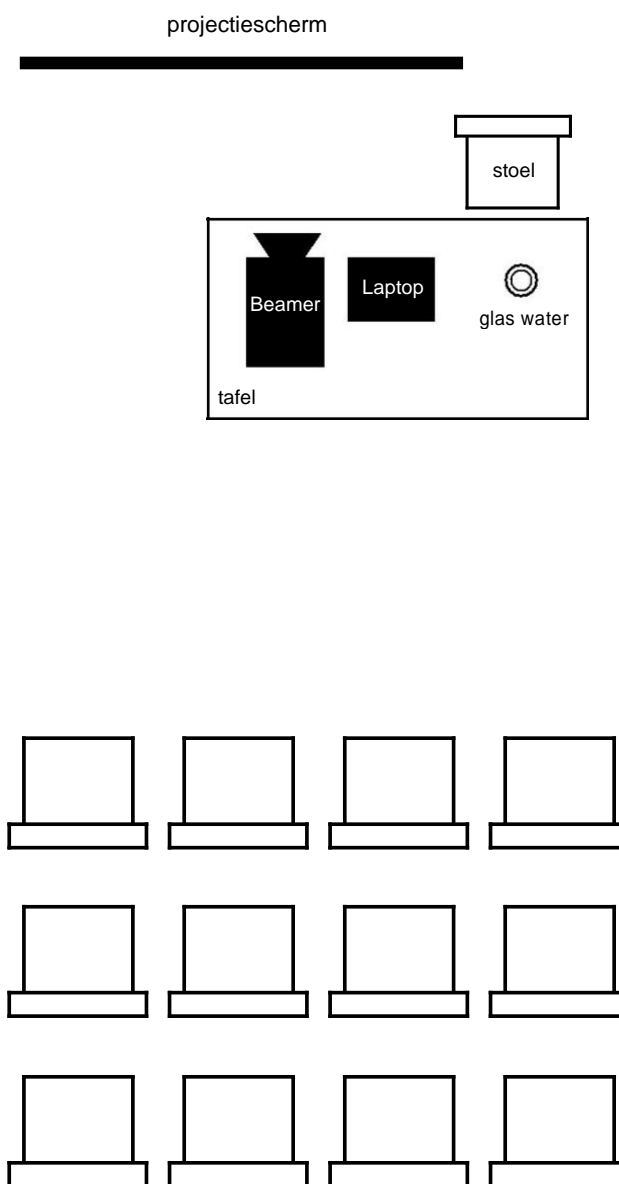 projectiescherm
stoel
Beamer
Laptop
glas water
tafel